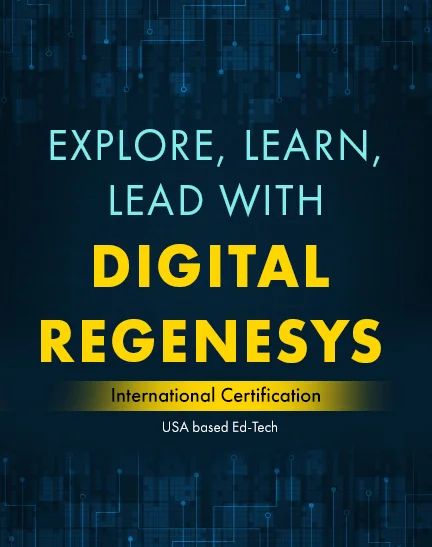 EXPLORE, LEARN,
LEAD WITH
DIGITAL
REGENESYS
International Certification
USA based Ed-Tech